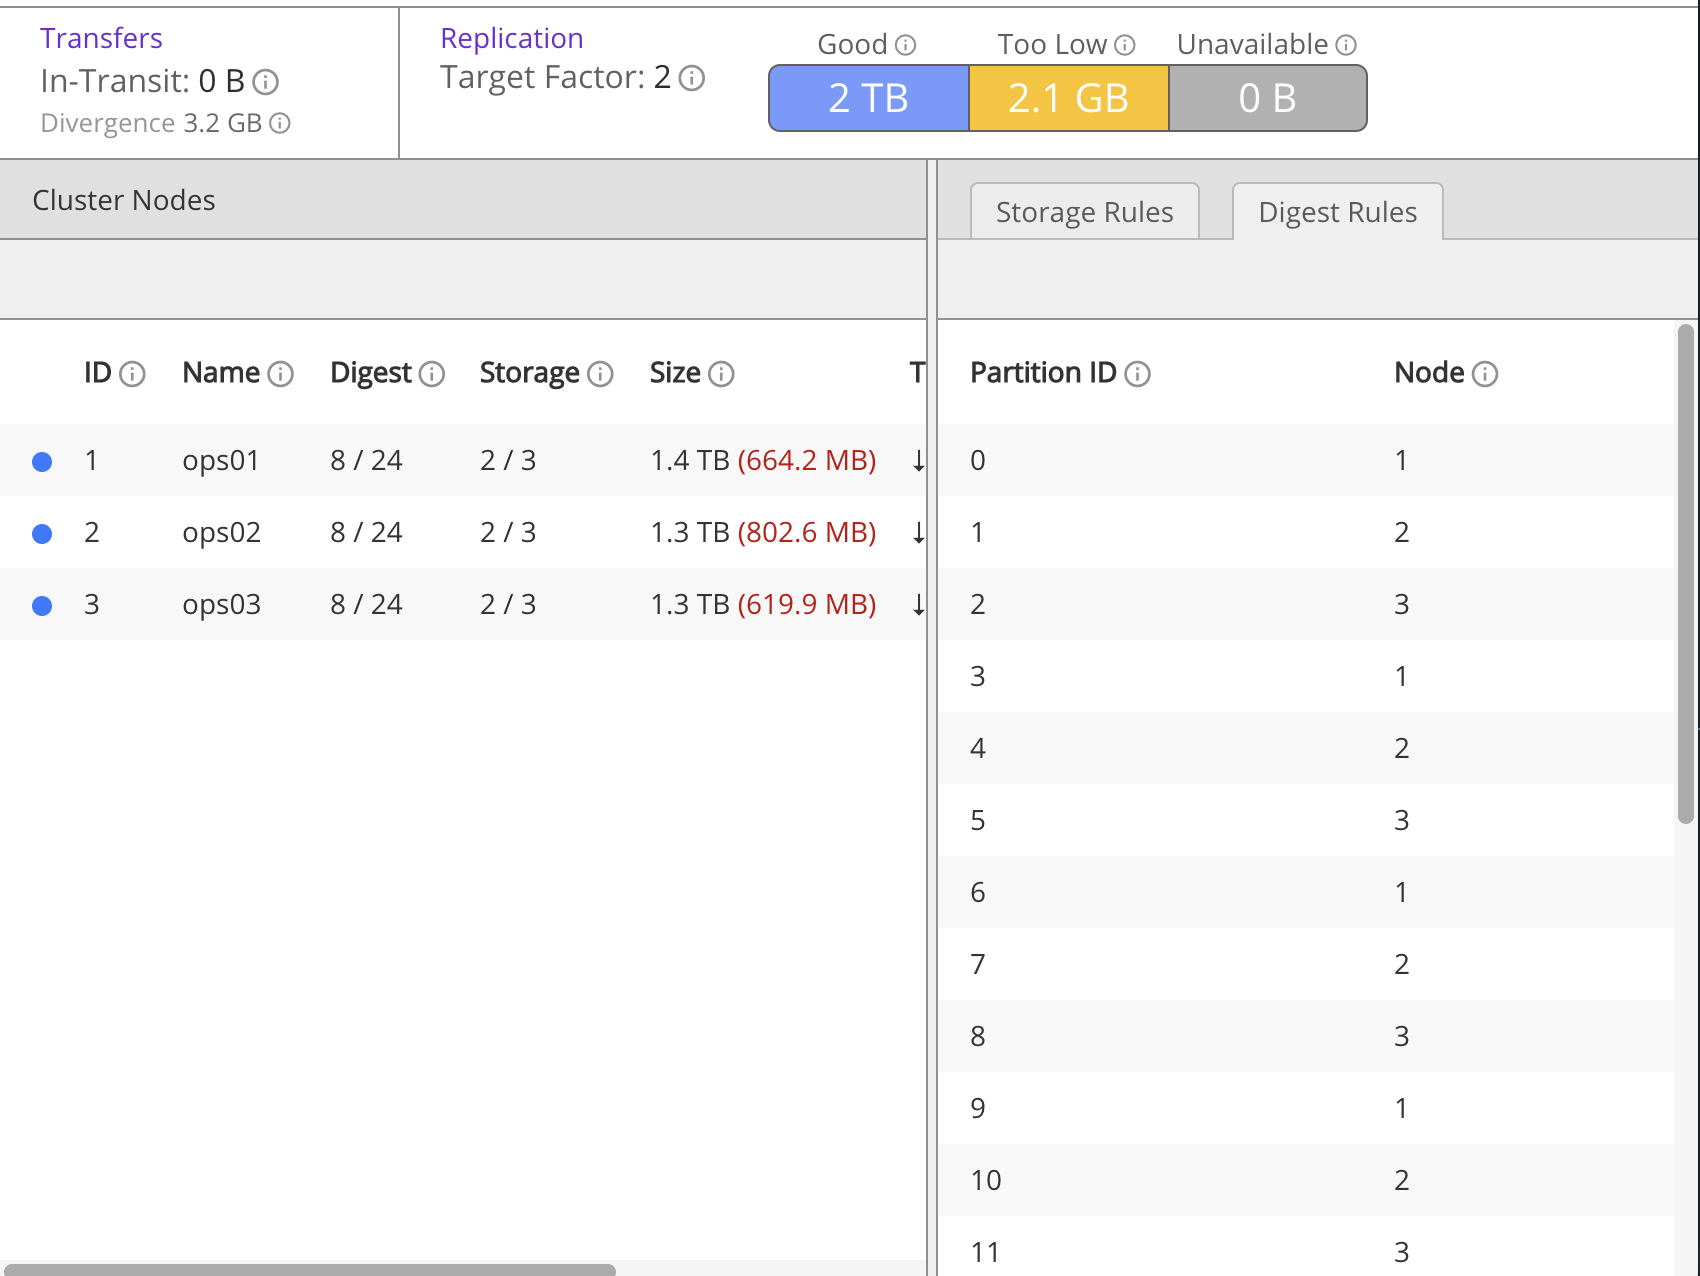 Transfers
In-Transit: 0 B
Divergence 3.2 GB
Replication
Target Factor: 2
Good Too Low Unavailable
2 TB 2.1 GB 0 B
Cluster Nodes
ID Name Digest Storage Size T
1 ops01 8 / 24 2 / 3 1.4 TB (664.2 MB) ↓
2 ops02 8 / 24 2 / 3 1.3 TB (802.6 MB) ↓
3 ops03 8 / 24 2 / 3 1.3 TB (619.9 MB) ↓
Storage Rules Digest Rules
Partition ID Node
0 1
1 2
2 3
3 1
4 2
5 3
6 1
7 2
8 3
9 1
10 2
11 3